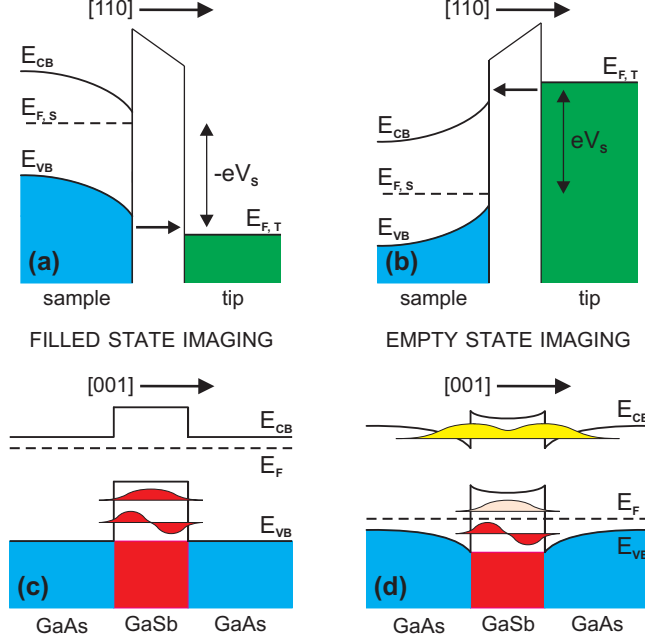 [110] [110]
E_CB
E_F,S
E_VB
-eV_S
E_F,T
(a)
sample tip
E_F,T
E_CB
eV_S
E_F,S
E_VB
(b)
sample tip
FILLED STATE IMAGING EMPTY STATE IMAGING
[001] [001]
E_CB
E_F
E_VB
(c)
GaAs GaSb GaAs
E_CB
E_F
E_VB
(d)
GaAs GaSb GaAs